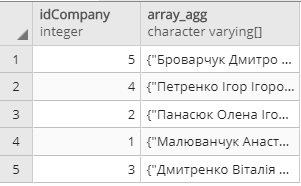 idCompany array_agg
integer character varying[]
1 5 {"Броварчук Дмитро ...
2 4 {"Петренко Ігор Ігоро...
3 2 {"Панасюк Олена Іго...
4 1 {"Малюванчук Анаст...
5 3 {"Дмитренко Віталія ...